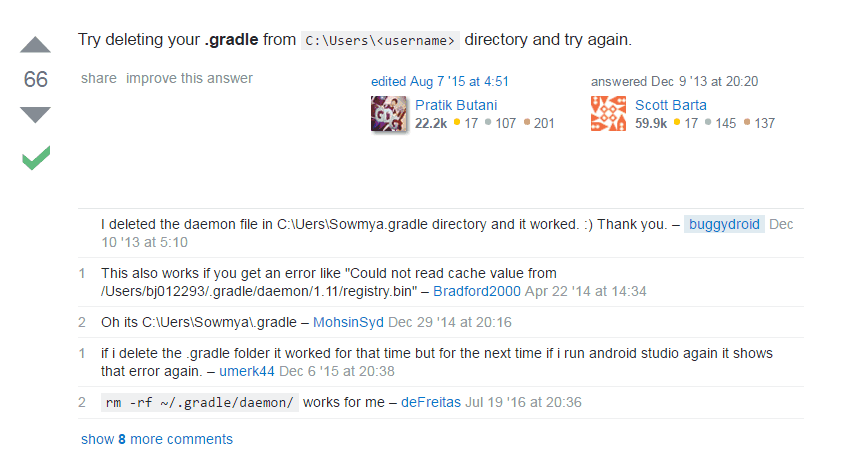 Try deleting your .gradle from C:\Users\<username> directory and try again.
66
share improve this answer
edited Aug 7 '15 at 4:51
Pratik Butani
22.2k 17 107 201
answered Dec 9 '13 at 20:20
Scott Barta
59.9k 17 145 137
I deleted the daemon file in C:\Uers\Sowmya.gradle directory and it worked. :) Thank you. – buggydroid Dec
10 '13 at 5:10
1 This also works if you get an error like "Could not read cache value from
/Users/bj012293/.gradle/daemon/1.11/registry.bin" – Bradford2000 Apr 22 '14 at 14:34
2 Oh its C:\Uers\Sowmya\.gradle – MohsinSyd Dec 29 '14 at 20:16
1 if i delete the .gradle folder it worked for that time but for the next time if i run android studio again it shows
that error again. – umerk44 Dec 6 '15 at 20:38
2 rm -rf ~/.gradle/daemon/ works for me – deFreitas Jul 19 '16 at 20:36
show 8 more comments